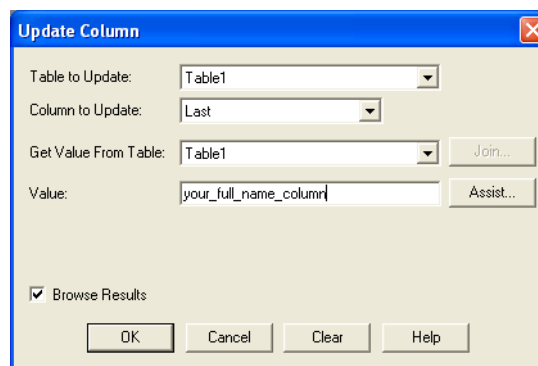 Update Column
Table to Update: Table1
Column to Update: Last
Get Value From Table: Table1 Join...
Value: your_full_name_column Assist...
Browse Results
OK Cancel Clear Help